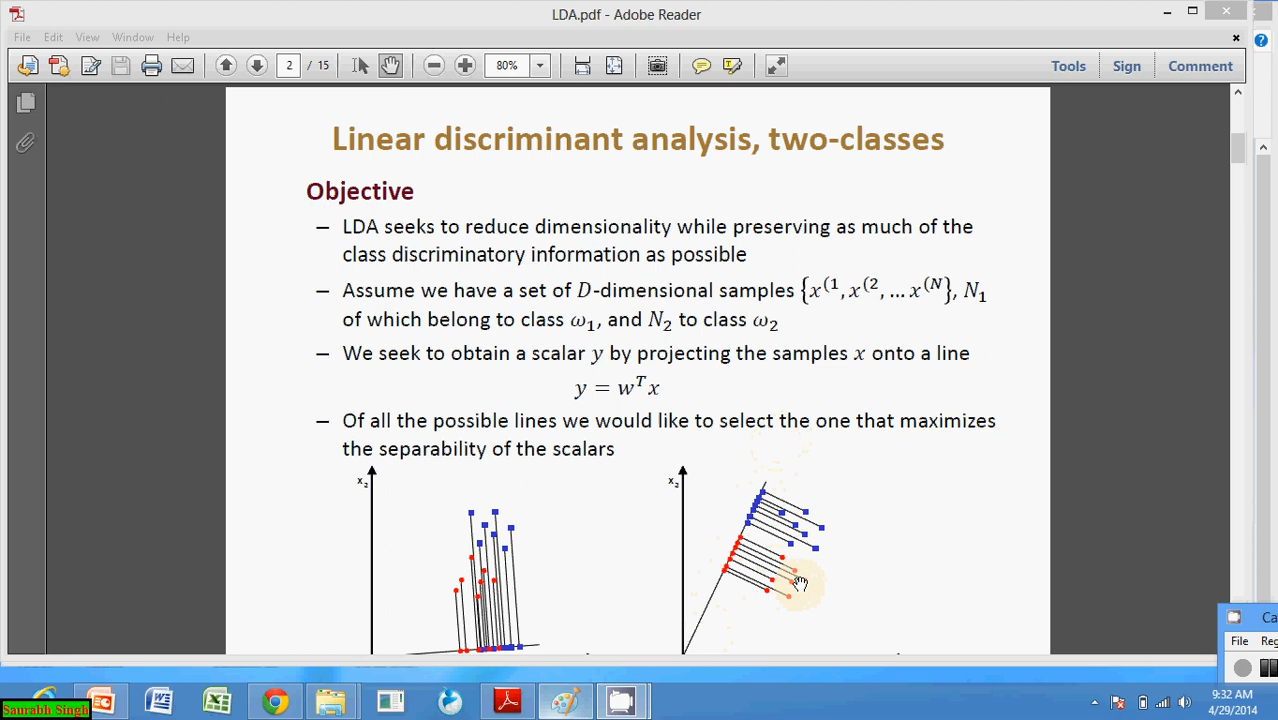 LDA.pdf - Adobe Reader
File Edit View Window Help
2 / 15 80% Tools Sign Comment
Linear discriminant analysis, two-classes
Objective
– LDA seeks to reduce dimensionality while preserving as much of the
class discriminatory information as possible
– Assume we have a set of D-dimensional samples {x⁽¹, x⁽², … x⁽ᴺ}, N₁
of which belong to class ω₁, and N₂ to class ω₂
– We seek to obtain a scalar y by projecting the samples x onto a line
y = wᵀx
– Of all the possible lines we would like to select the one that maximizes
the separability of the scalars
x₂ x₂
Ca
File Reg
9:32 AM
4/29/2014
Saurabh Singh